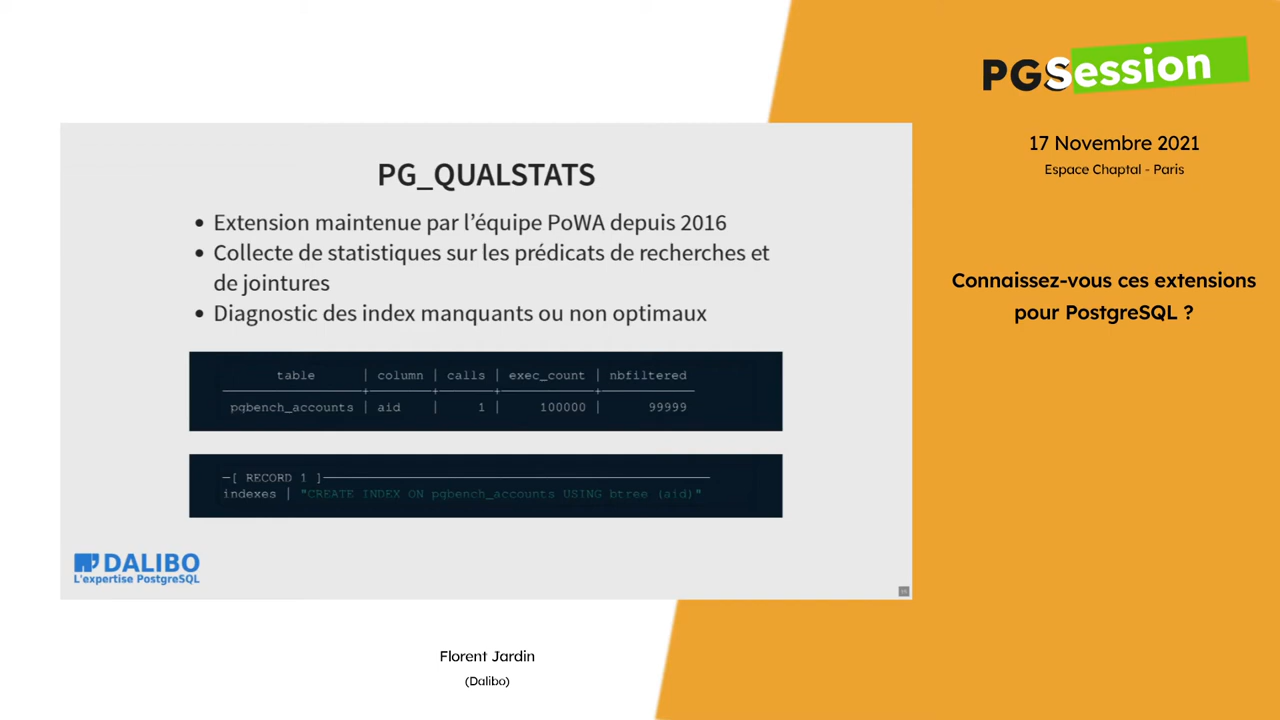 PGSession
17 Novembre 2021
Espace Chaptal - Paris
Connaissez-vous ces extensions
pour PostgreSQL ?
PG_QUALSTATS
• Extension maintenue par l'équipe PoWA depuis 2016
• Collecte de statistiques sur les prédicats de recherches et
de jointures
• Diagnostic des index manquants ou non optimaux
table | column | calls | exec_count | nbfiltered
pgbench_accounts | aid | 1 | 100000 | 99999
—[ RECORD 1 ]—
indexes | "CREATE INDEX ON pgbench_accounts USING btree (aid)"
DALIBO
L'expertise PostgreSQL
Florent Jardin
(Dalibo)